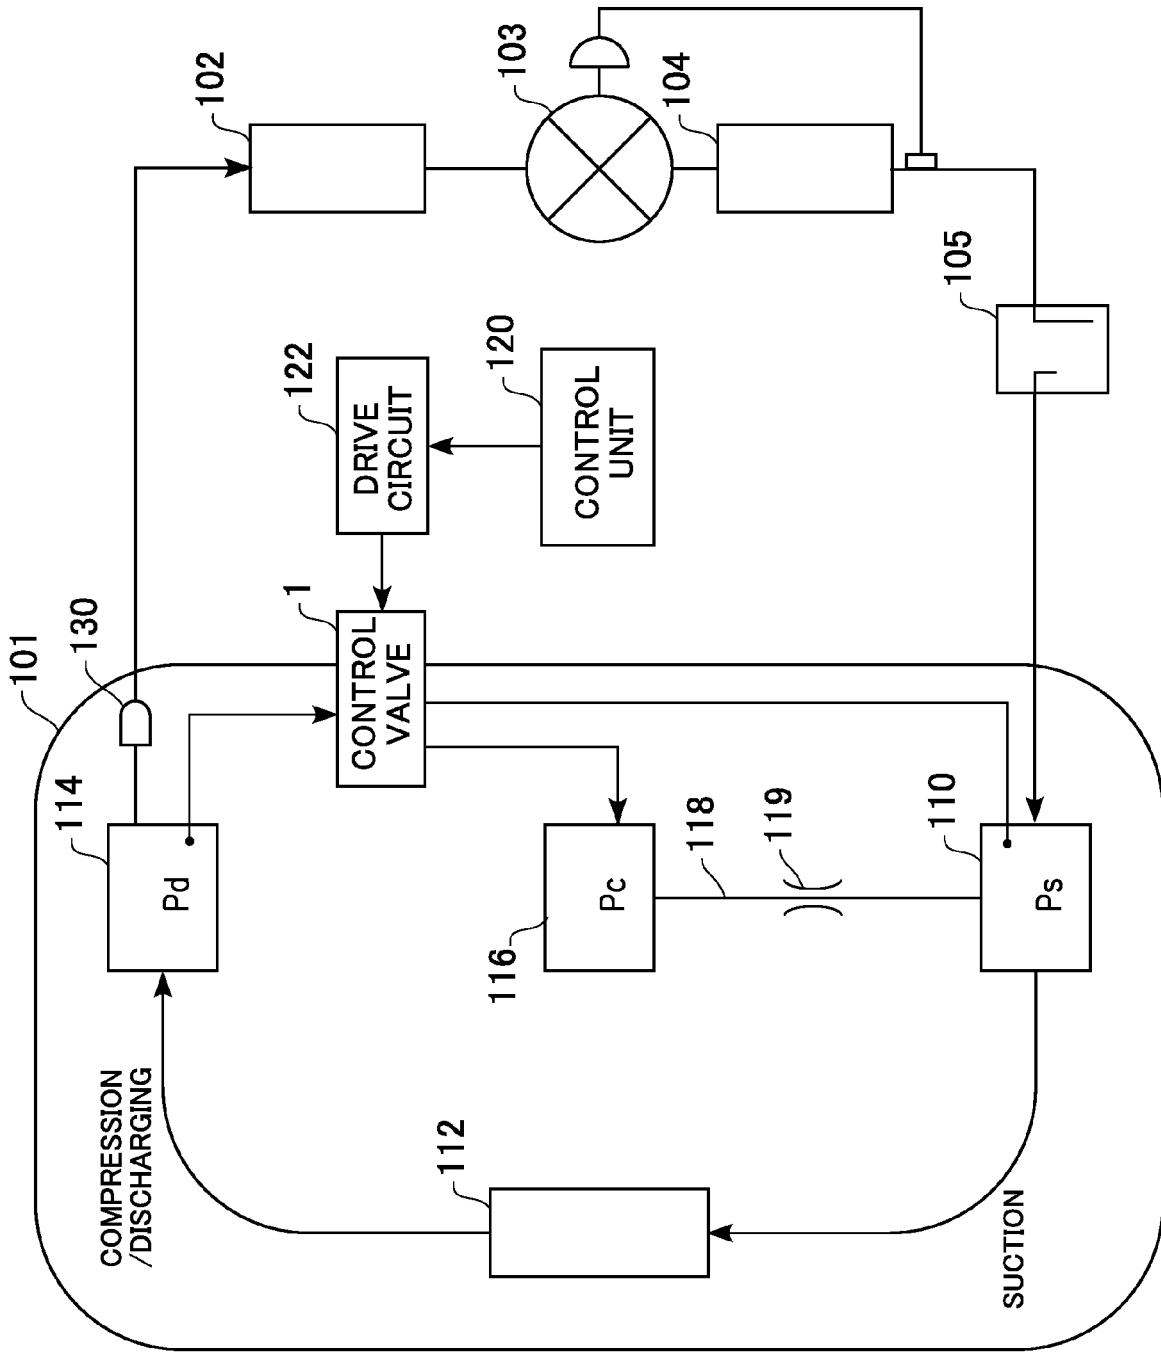 101
114
130
COMPRESSION
/DISCHARGING
Pd
102
1
122
CONTROL
VALVE
DRIVE
CIRCUIT
112
116
120
103
CONTROL
UNIT
Pc
104
118
119
110
105
SUCTION
Ps